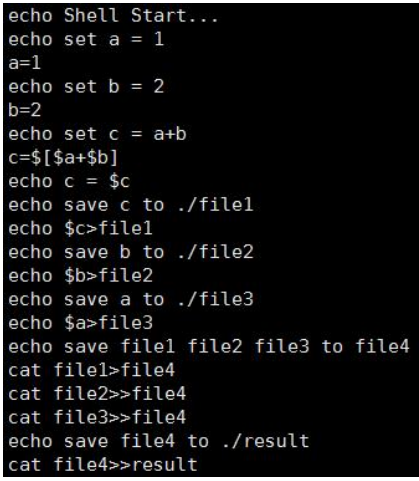 echo Shell Start...
echo set a = 1
a=1
echo set b = 2
b=2
echo set c = a+b
c=$[$a+$b]
echo c = $c
echo save c to ./file1
echo $c>file1
echo save b to ./file2
echo $b>file2
echo save a to ./file3
echo $a>file3
echo save file1 file2 file3 to file4
cat file1>file4
cat file2>>file4
cat file3>>file4
echo save file4 to ./result
cat file4>>result